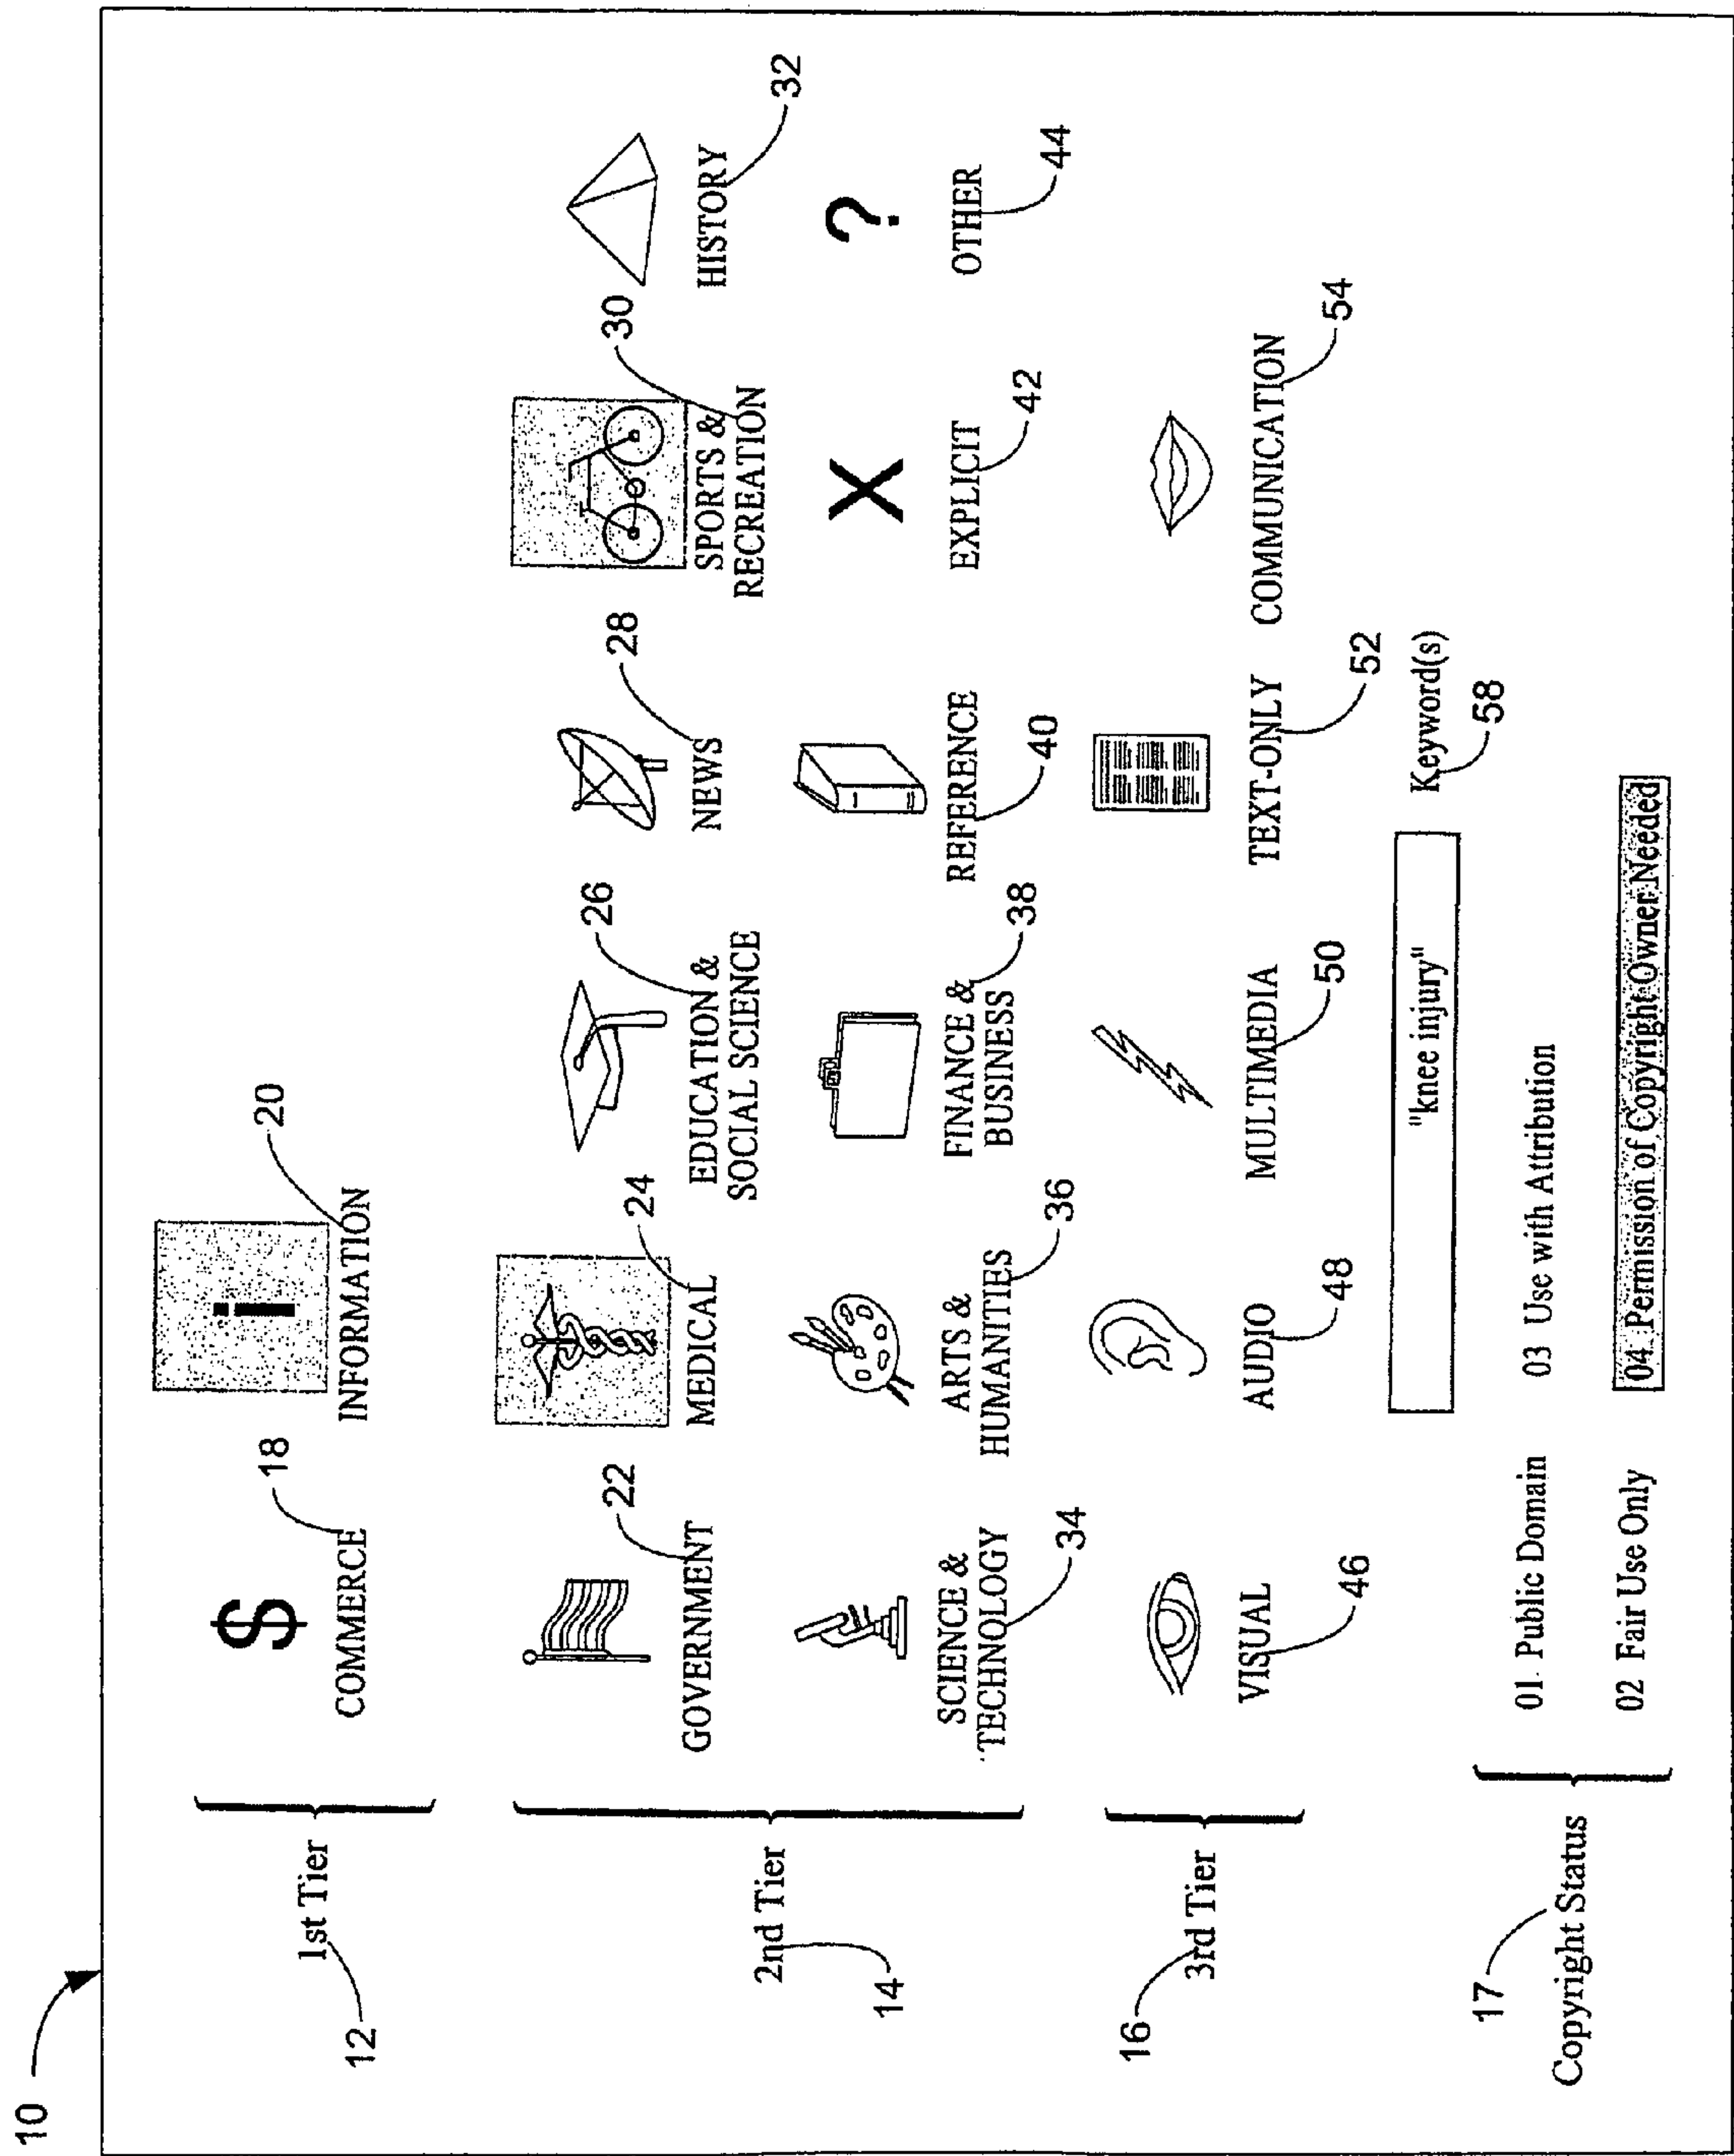 10
12
1st Tier
$
COMMERCE
18
i
INFORMATION
20
2nd Tier
14
GOVERNMENT
22
MEDICAL
24
EDUCATION &
SOCIAL SCIENCE
26
NEWS
28
SPORTS &
RECREATION
30
HISTORY
32
SCIENCE &
TECHNOLOGY
34
ARTS &
HUMANITIES
36
FINANCE &
BUSINESS
38
REFERENCE
40
X
EXPLICIT
42
?
OTHER
44
16
3rd Tier
VISUAL
46
AUDIO
48
MULTIMEDIA
50
TEXT-ONLY
52
COMMUNICATION
54
"knee injury"
Keyword(s)
58
17
Copyright Status
01 Public Domain
03 Use with Attribution
02 Fair Use Only
04 Permission of Copyright Owner Needed